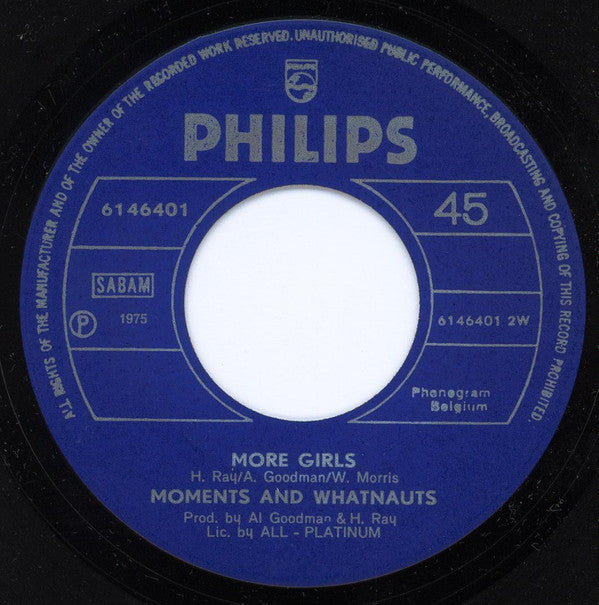 ALL RIGHTS OF THE MANUFACTURER AND OF THE OWNER OF THE RECORDED WORK RESERVED. UNAUTHORISED PUBLIC PERFORMANCE, BROADCASTING AND COPYING OF THIS RECORD PROHIBITED.
PHILIPS
6146401
45
SABAM
P 1975
6146401 2W
Phonogram
Belgium
MORE GIRLS
H. Ray/A. Goodman/W. Morris
MOMENTS AND WHATNAUTS
Prod. by Al Goodman & H. Ray
Lic. by ALL - PLATINUM